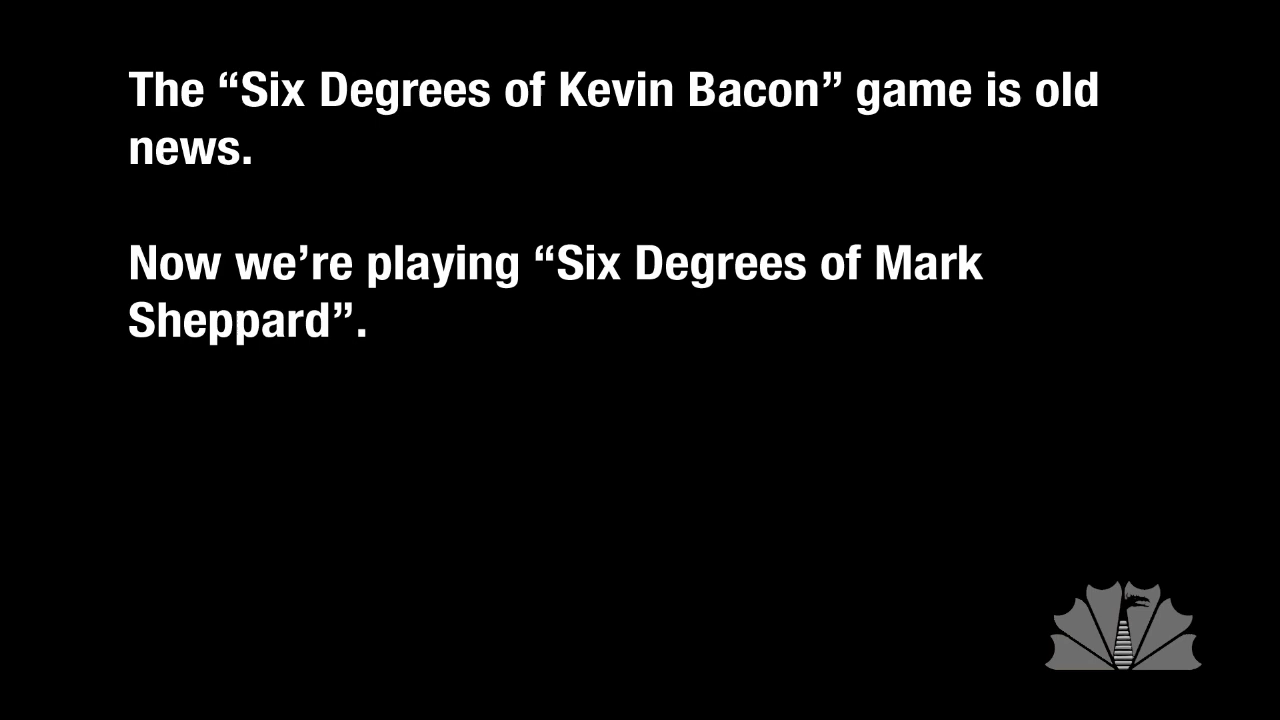 The “Six Degrees of Kevin Bacon” game is old
news.
Now we’re playing “Six Degrees of Mark
Sheppard”.